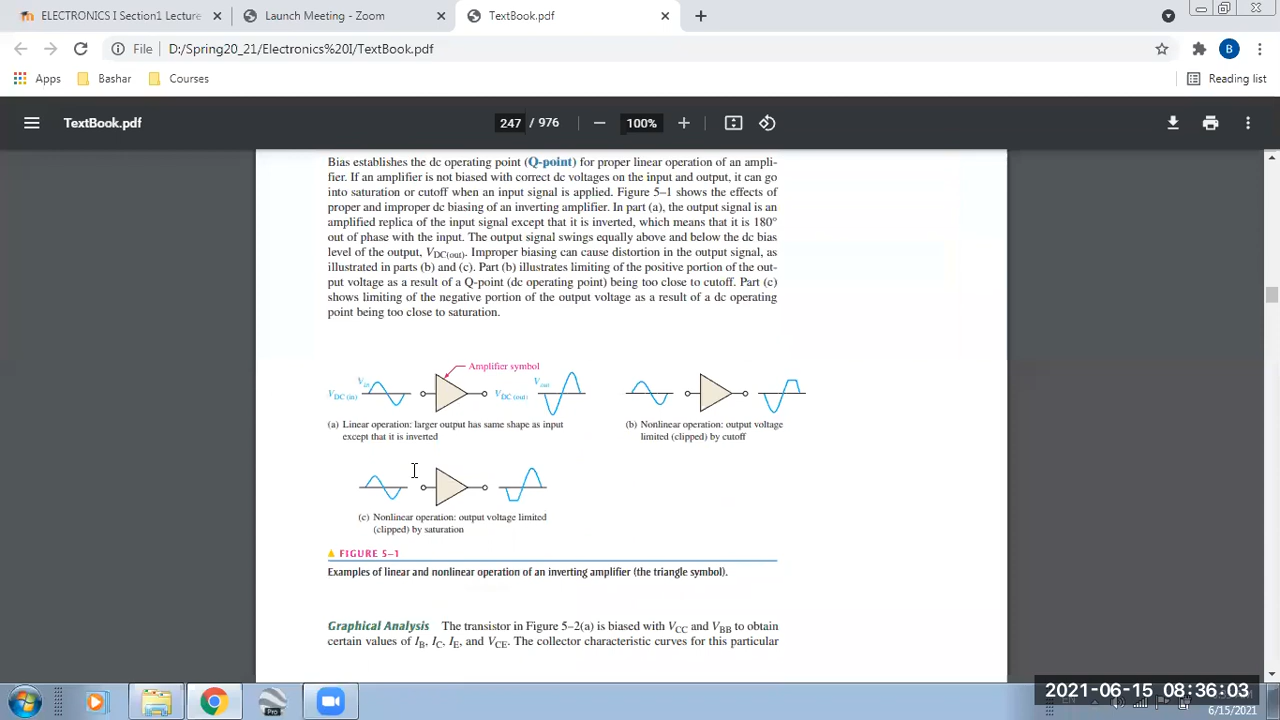 ELECTRONICS I Section1 Lecture
Launch Meeting - Zoom
TextBook.pdf
File
D:/Spring20_21/Electronics%20I/TextBook.pdf
B
Apps
Bashar
Courses
Reading list
TextBook.pdf
247 / 976
100%
Bias establishes the dc operating point (Q-point) for proper linear operation of an ampli-
fier. If an amplifier is not biased with correct dc voltages on the input and output, it can go
into saturation or cutoff when an input signal is applied. Figure 5–1 shows the effects of
proper and improper dc biasing of an inverting amplifier. In part (a), the output signal is an
amplified replica of the input signal except that it is inverted, which means that it is 180°
out of phase with the input. The output signal swings equally above and below the dc bias
level of the output, VDC(out). Improper biasing can cause distortion in the output signal, as
illustrated in parts (b) and (c). Part (b) illustrates limiting of the positive portion of the out-
put voltage as a result of a Q-point (dc operating point) being too close to cutoff. Part (c)
shows limiting of the negative portion of the output voltage as a result of a dc operating
point being too close to saturation.
Amplifier symbol
Vin
Vout
VDC (in)
VDC (out)
(a) Linear operation: larger output has same shape as input
except that it is inverted
(b) Nonlinear operation: output voltage
limited (clipped) by cutoff
(c) Nonlinear operation: output voltage limited
(clipped) by saturation
FIGURE 5–1
Examples of linear and nonlinear operation of an inverting amplifier (the triangle symbol).
Graphical Analysis The transistor in Figure 5–2(a) is biased with VCC and VBB to obtain
certain values of IB, IC, IE, and VCE. The collector characteristic curves for this particular
Pro
2021-06-15 08:36:03
6/15/2021